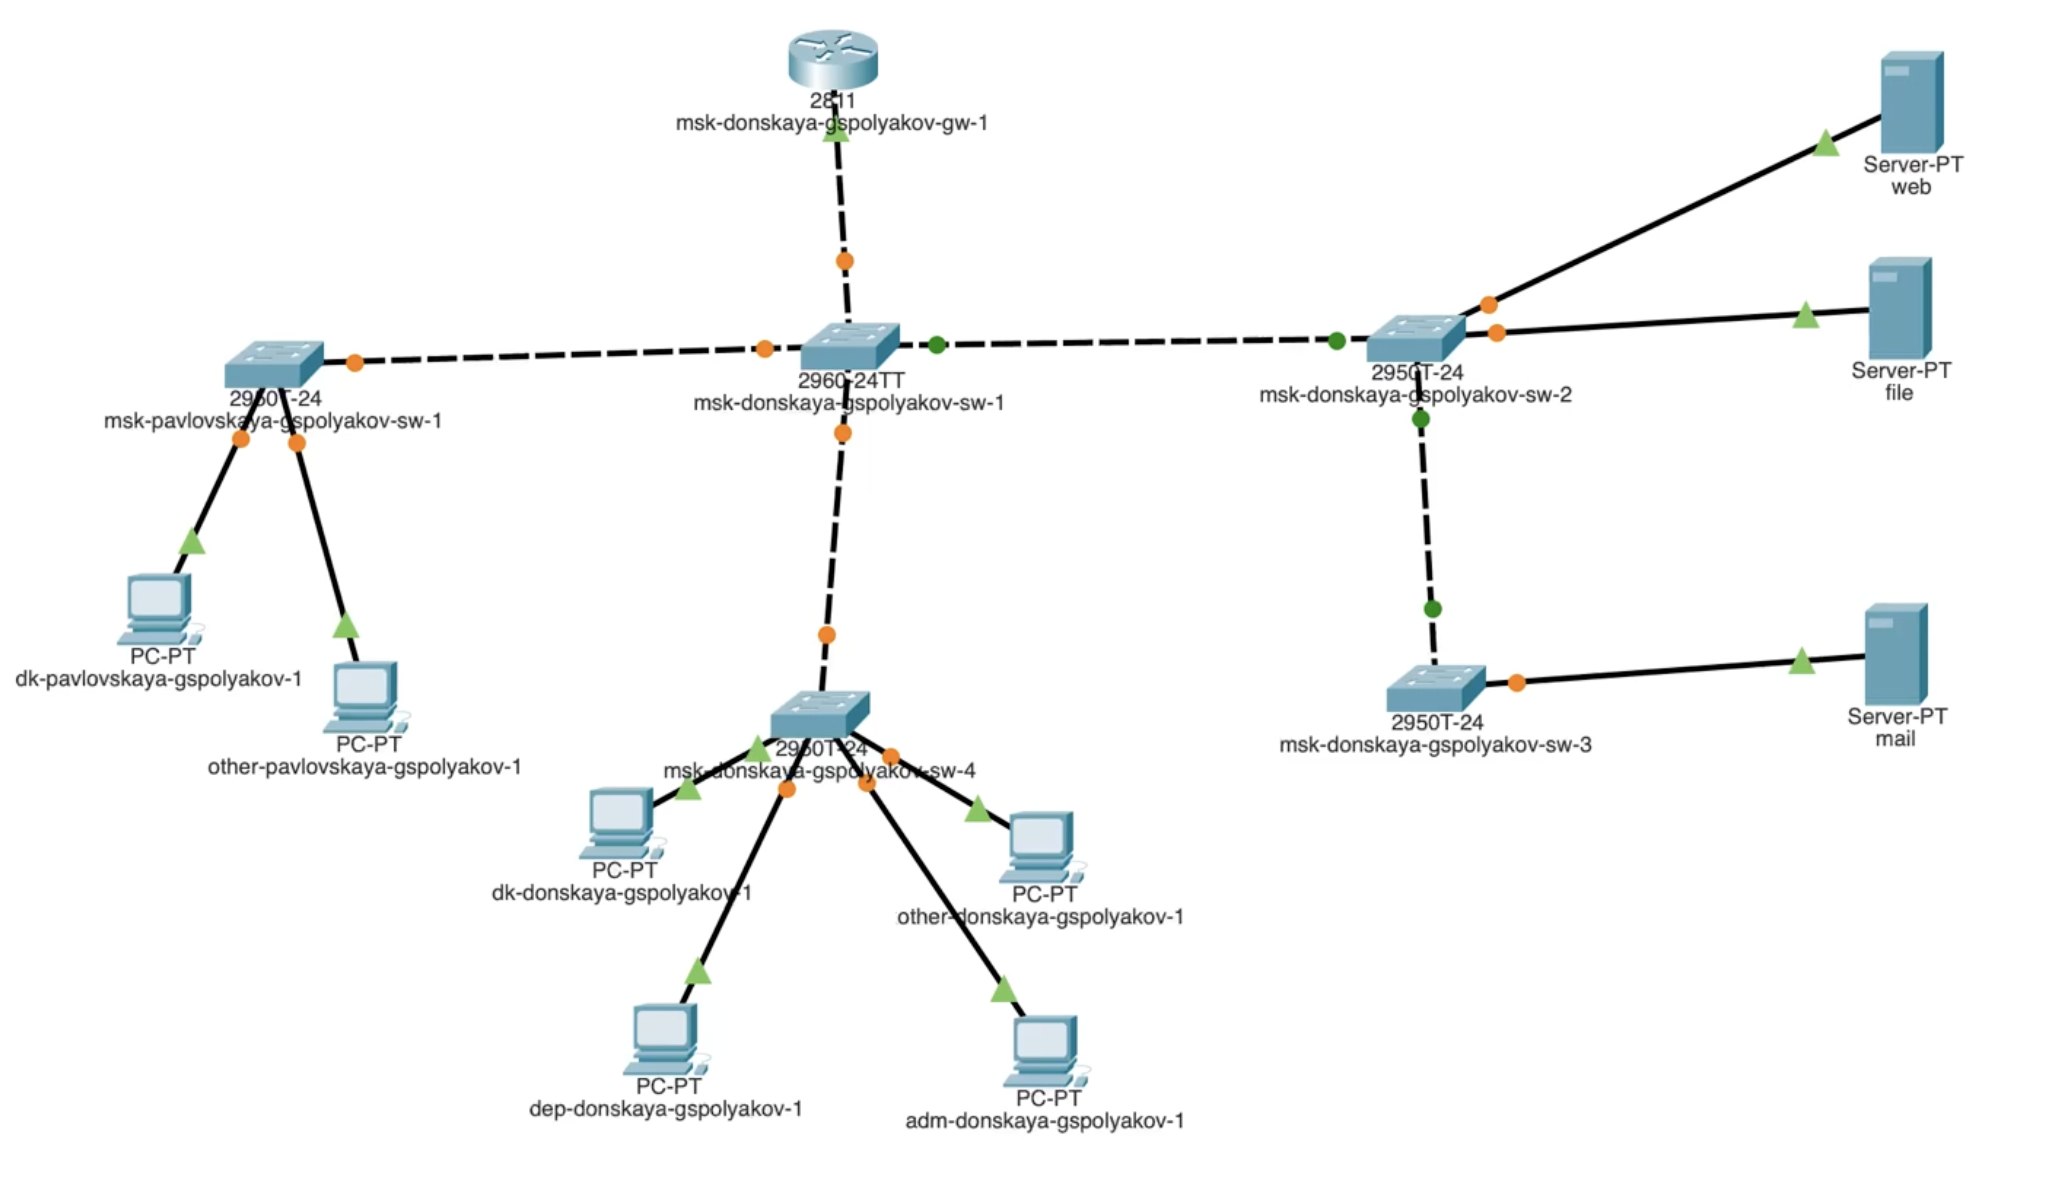 2811
msk-donskaya-gspolyakov-gw-1
Server-PT
web
Server-PT
file
2950T-24
msk-pavlovskaya-gspolyakov-sw-1
2960-24TT
msk-donskaya-gspolyakov-sw-1
2950T-24
msk-donskaya-gspolyakov-sw-2
PC-PT
dk-pavlovskaya-gspolyakov-1
PC-PT
other-pavlovskaya-gspolyakov-1
2950T-24
msk-donskaya-gspolyakov-sw-4
2950T-24
msk-donskaya-gspolyakov-sw-3
Server-PT
mail
PC-PT
dk-donskaya-gspolyakov-1
PC-PT
other-donskaya-gspolyakov-1
PC-PT
dep-donskaya-gspolyakov-1
PC-PT
adm-donskaya-gspolyakov-1